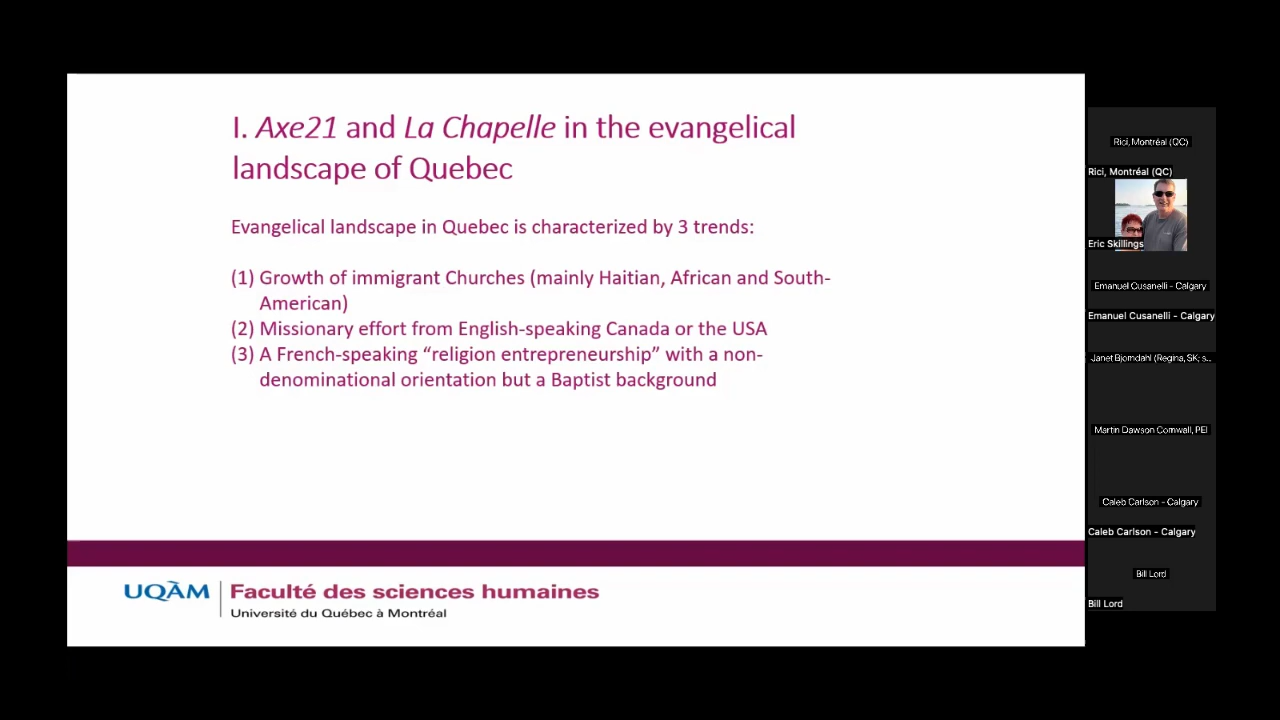 I. Axe21 and La Chapelle in the evangelical
landscape of Quebec
Evangelical landscape in Quebec is characterized by 3 trends:
(1) Growth of immigrant Churches (mainly Haitian, African and South-
American)
(2) Missionary effort from English-speaking Canada or the USA
(3) A French-speaking “religion entrepreneurship” with a non-
denominational orientation but a Baptist background
UQÀM
Faculté des sciences humaines
Université du Québec à Montréal
Rici, Montréal (QC)
Rici, Montréal (QC)
Eric Skillings
Emanuel Cusanelli - Calgary
Emanuel Cusanelli - Calgary
Janet Bjorndahl (Regina, SK; s...
Martin Dawson Cornwall, PEI
Caleb Carlson - Calgary
Caleb Carlson - Calgary
Bill Lord
Bill Lord